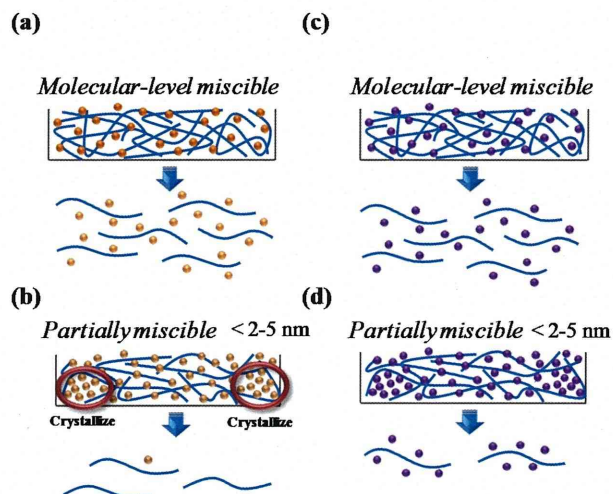 (a)
Molecular-level miscible
(c)
Molecular-level miscible
(b)
Partially miscible < 2-5 nm
Crystallize
Crystallize
(d)
Partially miscible < 2-5 nm